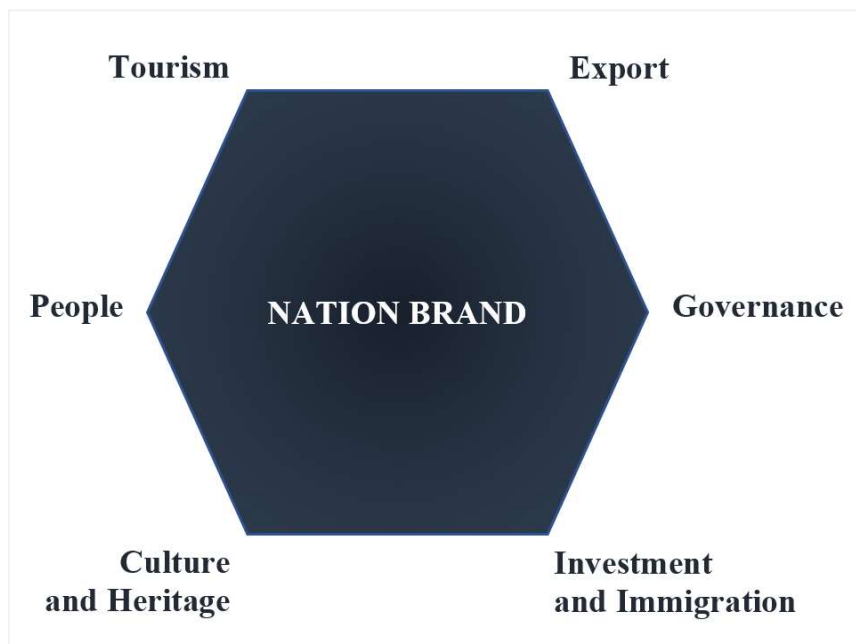 Tourism
Export
People
NATION BRAND
Governance
Culture
and Heritage
Investment
and Immigration